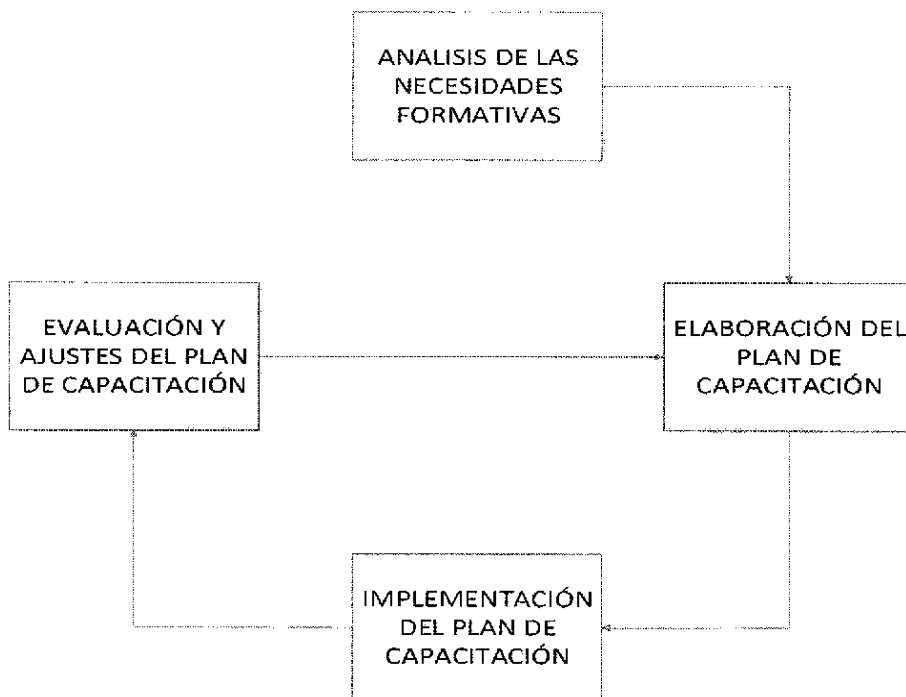 ANALISIS DE LAS
NECESIDADES
FORMATIVAS
EVALUACIÓN Y
AJUSTES DEL PLAN
DE CAPACITACIÓN
ELABORACIÓN DEL
PLAN DE
CAPACITACIÓN
IMPLEMENTACIÓN
DEL PLAN DE
CAPACITACIÓN